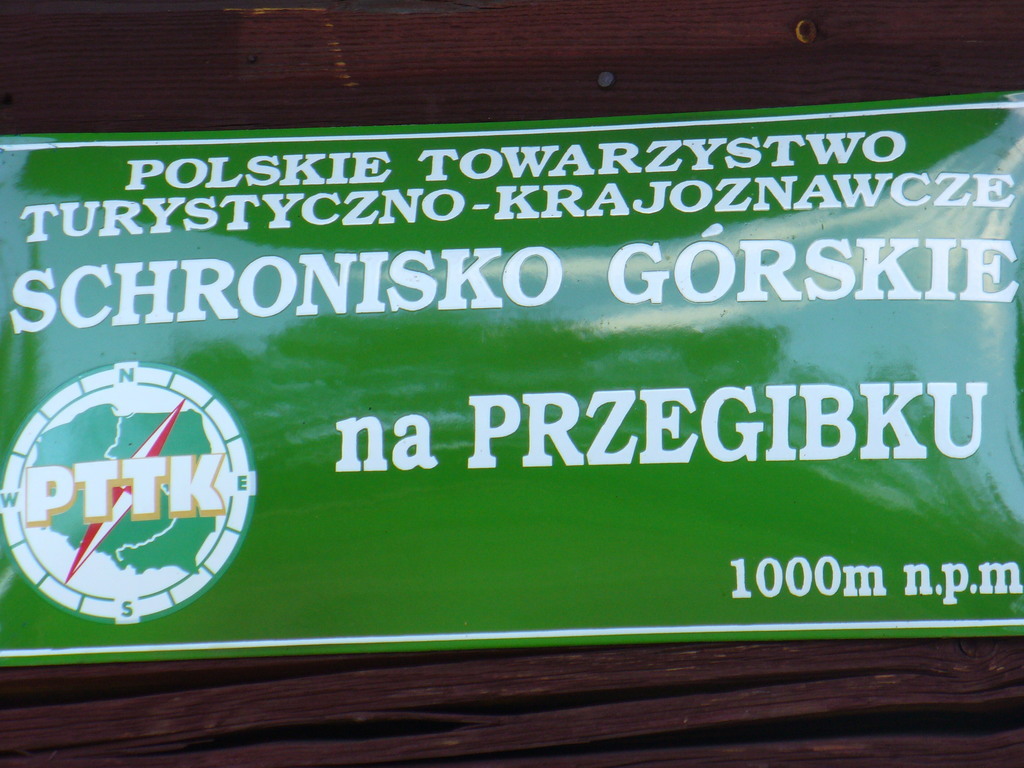 POLSKIE TOWARZYSTWO
TURYSTYCZNO-KRAJOZNAWCZE
SCHRONISKO GÓRSKIE
na PRZEGIBKU
N
W PTTK E
S
1000m n.p.m